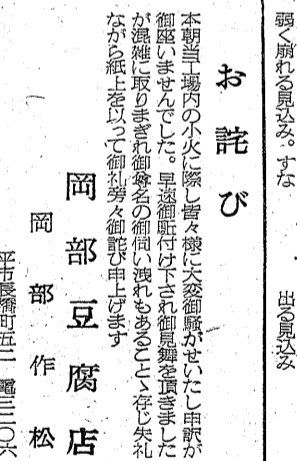 弱く崩れる見込み。すな
出る見込み
お詫び
本朝当工場内の小火に際し皆々様に大変御騒がせいたし申訳が
御座いませんでした。早速御駈付け下され御見舞を頂きました
が混雑に取りまぎれ御尊名の御伺い洩れもあることゝ存じ失礼
ながら紙上を以って御礼旁々御詫び申上げます
岡部豆腐店
岡部作松
平市長橋町五二 電三二〇六